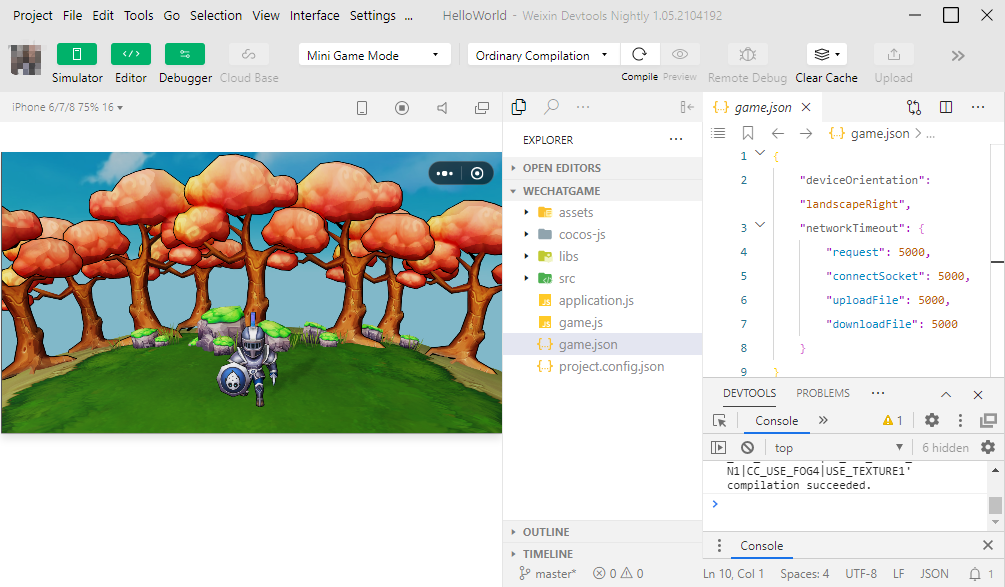 Project File Edit Tools Go Selection View Interface Settings ... HelloWorld - Weixin Devtools Nightly 1.05.2104192
Mini Game Mode Ordinary Compilation
Simulator Editor Debugger Cloud Base Compile Preview Remote Debug Clear Cache Upload
iPhone 6/7/8 75% 16
EXPLORER
OPEN EDITORS
WECHATGAME
assets
cocos-js
libs
src
application.js
game.js
game.json
project.config.json
OUTLINE
TIMELINE
master*
0 0
game.json
game.json > ...
1 {
2 "deviceOrientation":
"landscapeRight",
3 "networkTimeout": {
4 "request": 5000,
5 "connectSocket": 5000,
6 "uploadFile": 5000,
7 "downloadFile": 5000
8 }
9 }
DEVTOOLS PROBLEMS ...
Console 1
top 6 hidden
N1|CC_USE_FOG4|USE_TEXTURE1'
compilation succeeded.
>
Console
Ln 10, Col 1 Spaces: 4 UTF-8 LF JSON 1